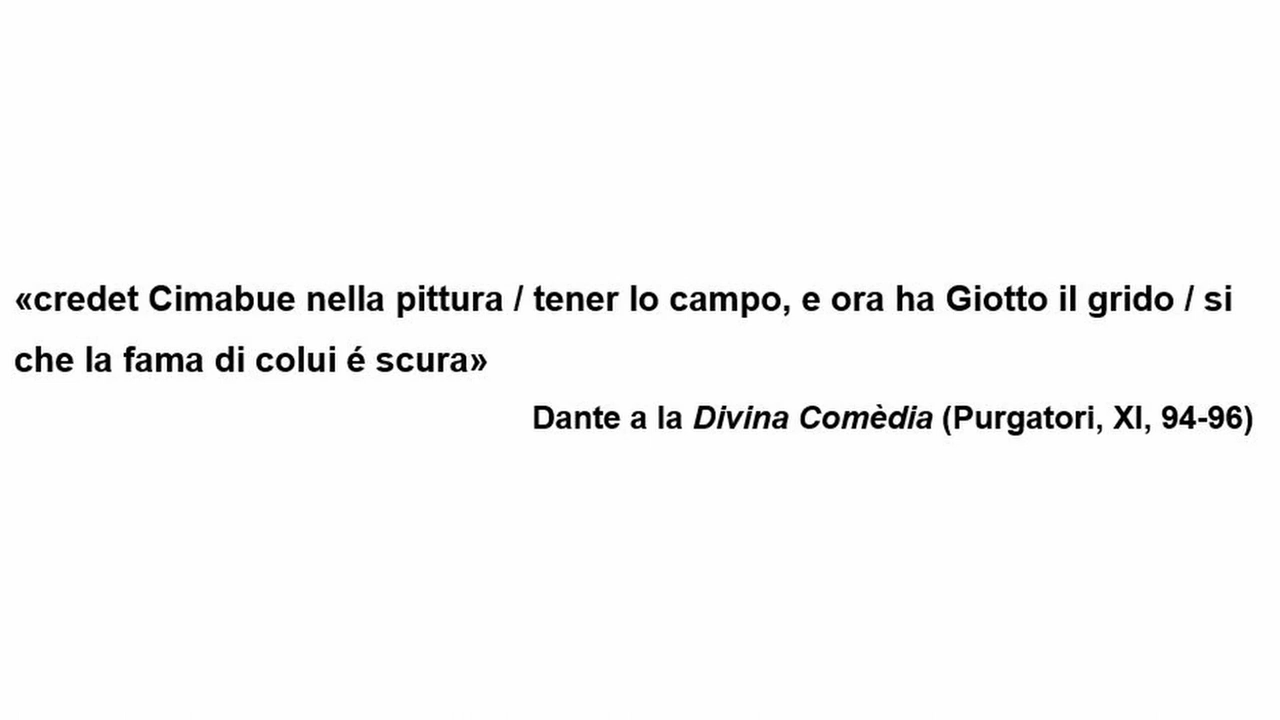 «credet Cimabue nella pittura / tener lo campo, e ora ha Giotto il grido / si
che la fama di colui é scura»
Dante a la Divina Comèdia (Purgatori, XI, 94-96)